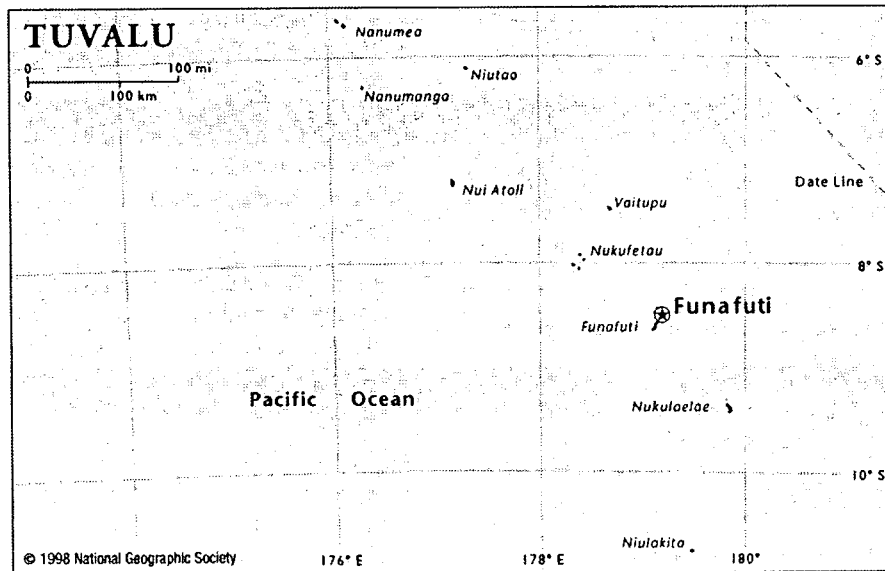 TUVALU
0 100 mi
0 100 km
Nanumea
Niutao
Nanumanga
6° S
Nui Atoll
Vaitupu
Date Line
Nukufetau
8° S
Funafuti
Funafuti
Pacific Ocean
Nukulaelae
10° S
Niulakita
© 1998 National Geographic Society
176° E
178° E
180°